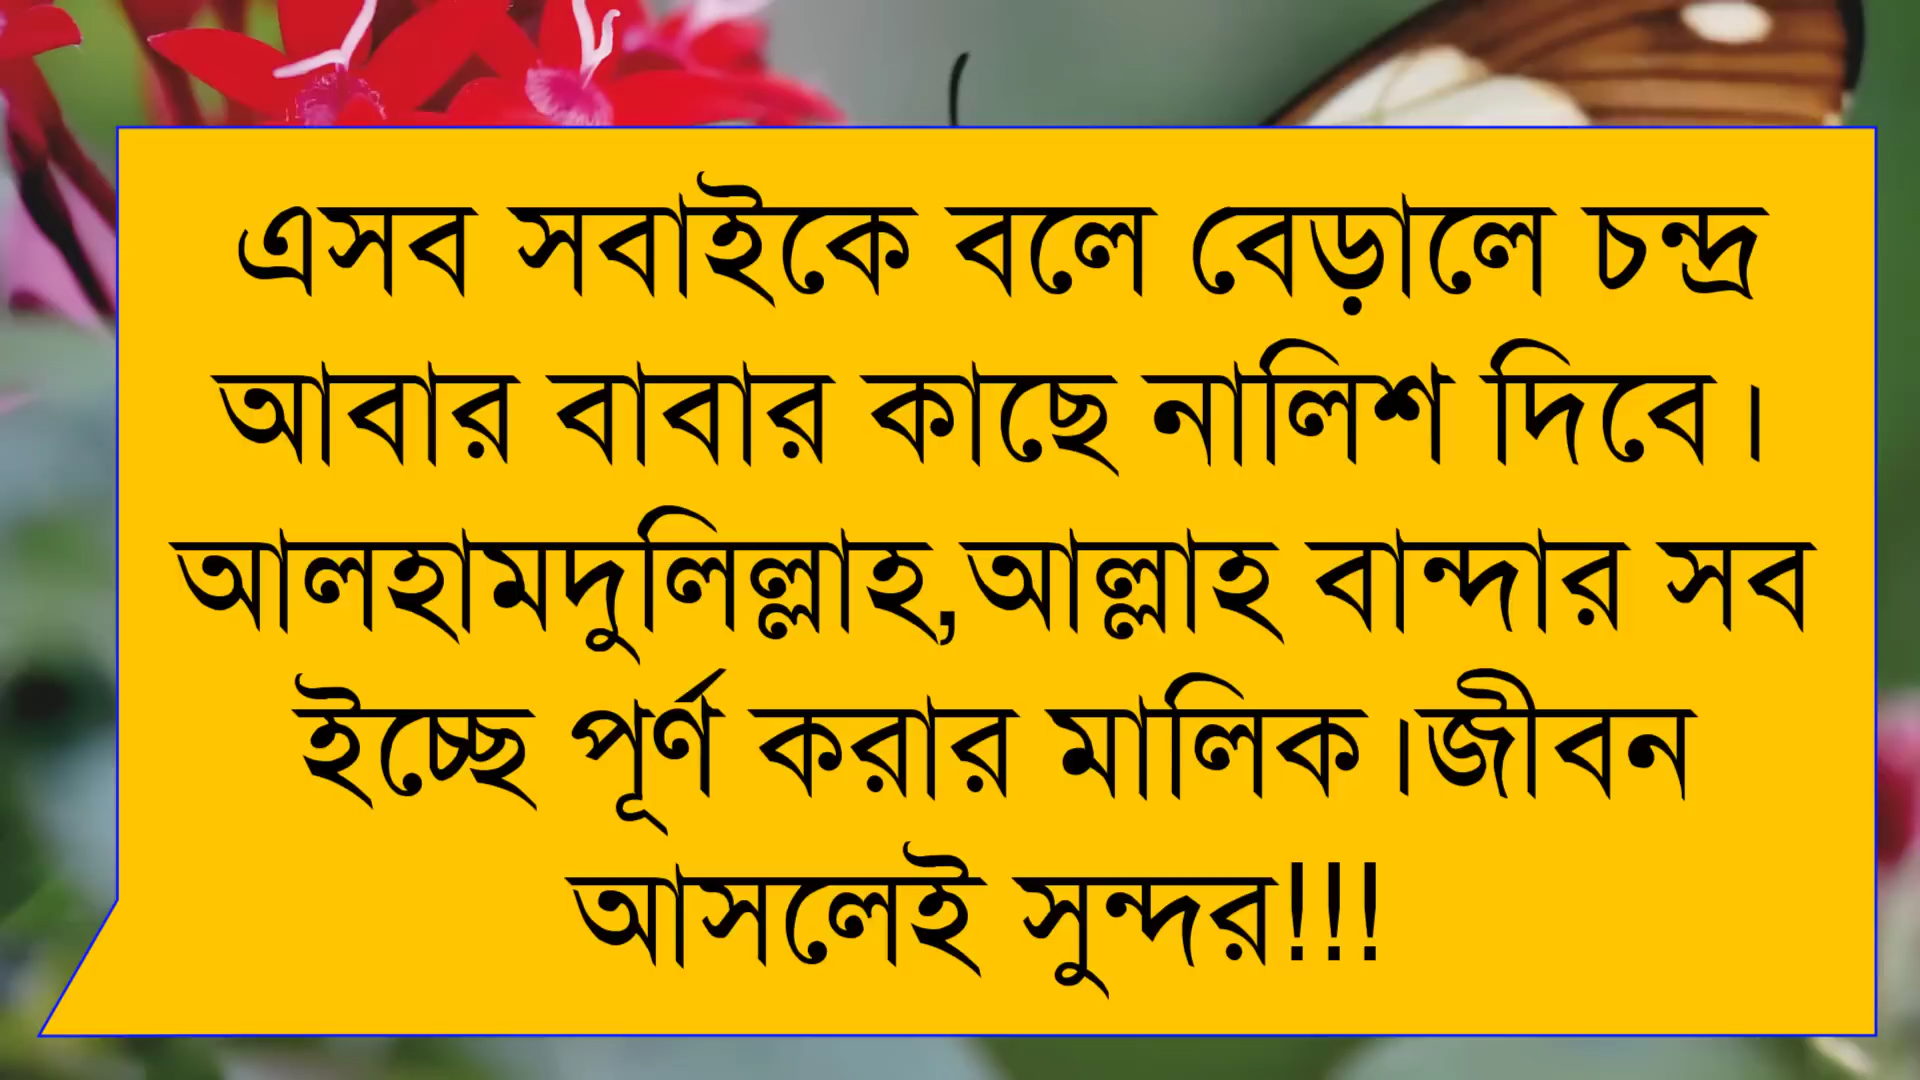 এসব সবাইকে বলে বেড়ালে চন্দ্র
আবার বাবার কাছে নালিশ দিবে।
আলহামদুলিল্লাহ,আল্লাহ বান্দার সব
ইচ্ছে পূর্ণ করার মালিক।জীবন
আসলেই সুন্দর!!!